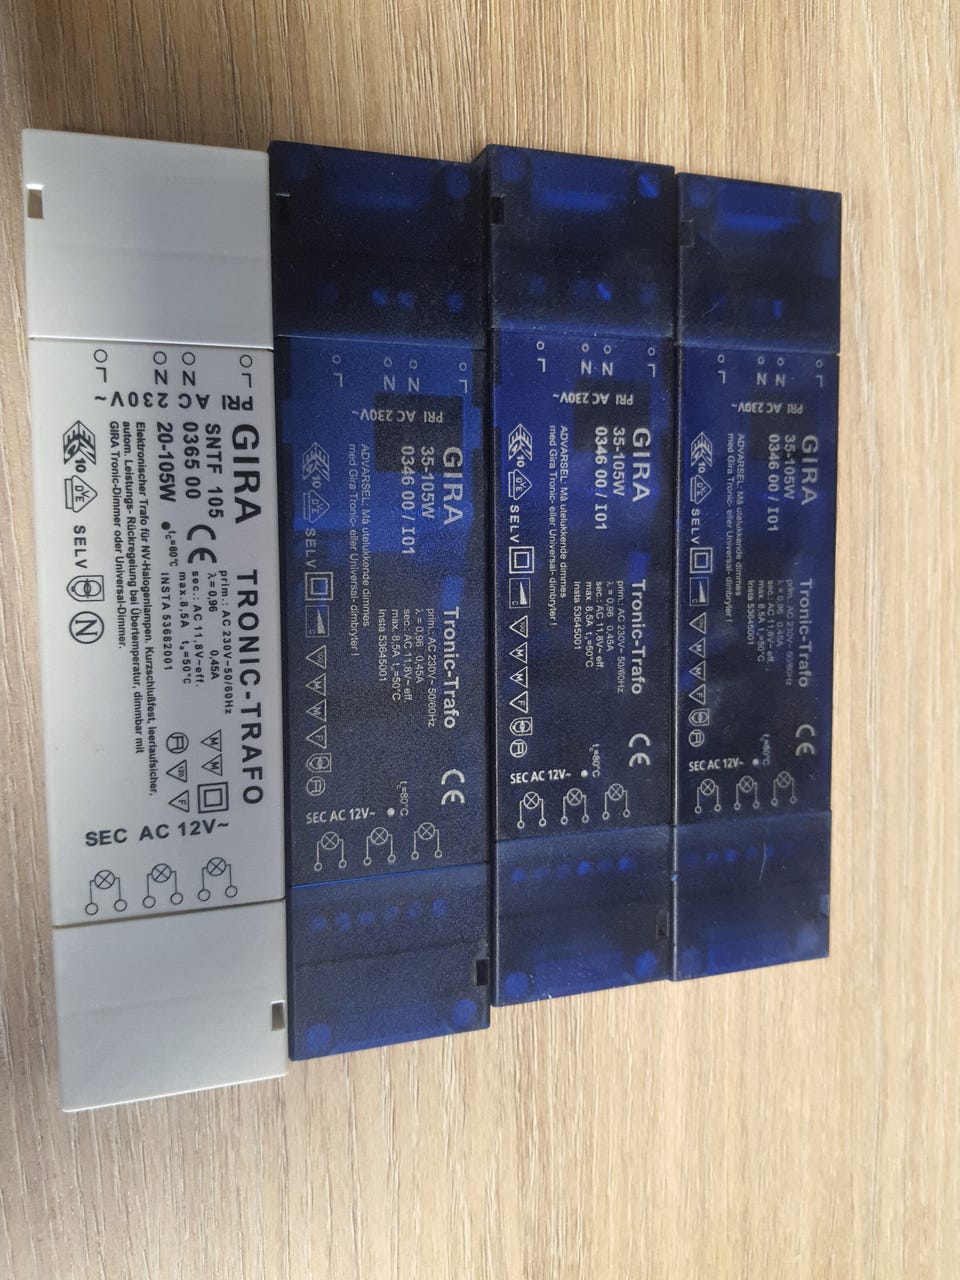 GIRA TRONIC-TRAFO
SNTF 105
0365 00
20-105W
CE
prim.: AC 230V~50/60Hz
λ=0,96 0,45A
sec.: AC 11,8V~eff.
max. 8,5A ta=50°C
tc=80°C INSTA 53682001
Elektronischer Trafo für NV-Halogenlampen. Kurzschlußfest, leerlaufsicher,
autom. Leistungs- Rückregelung bei Übertemperatur, dimmbar mit
GIRA Tronic-Dimmer oder Universal-Dimmer.
10 SELV N
PRI AC 230V~
L N N L
SEC AC 12V~
GIRA Tronic-Trafo
35-105W
0346 00 / I01
prim.: AC 230V~ 50/60Hz
λ=0,96 0,45A
sec.: AC 11,8V~ eff.
max. 8,5A ta=50°C
Insta 53645001
CE
tc=80°C
ADVARSEL: Må utelukkende dimmes
med Gira Tronic- eller Universal- dimbryter !
10 SELV M M F
PRI AC 230V~
L N N L
SEC AC 12V~
GIRA Tronic-Trafo
35-105W
0346 00 / I01
prim.: AC 230V~ 50/60Hz
λ=0,96 0,45A
sec.: AC 11,8V~ eff.
max. 8,5A ta=50°C
Insta 53645001
CE
tc=80°C
ADVARSEL: Må utelukkende dimmes
med Gira Tronic- eller Universal- dimbryter !
10 SELV M M F
PRI AC 230V~
L N N L
SEC AC 12V~
GIRA Tronic-Trafo
35-105W
0346 00 / I01
prim.: AC 230V~ 50/60Hz
λ=0,96 0,45A
sec.: AC 11,8V~ eff.
max. 8,5A ta=50°C
Insta 53645001
CE
tc=80°C
ADVARSEL: Må utelukkende dimmes
med Gira Tronic- eller Universal- dimbryter !
10 SELV M M F
PRI AC 230V~
L N N L
SEC AC 12V~